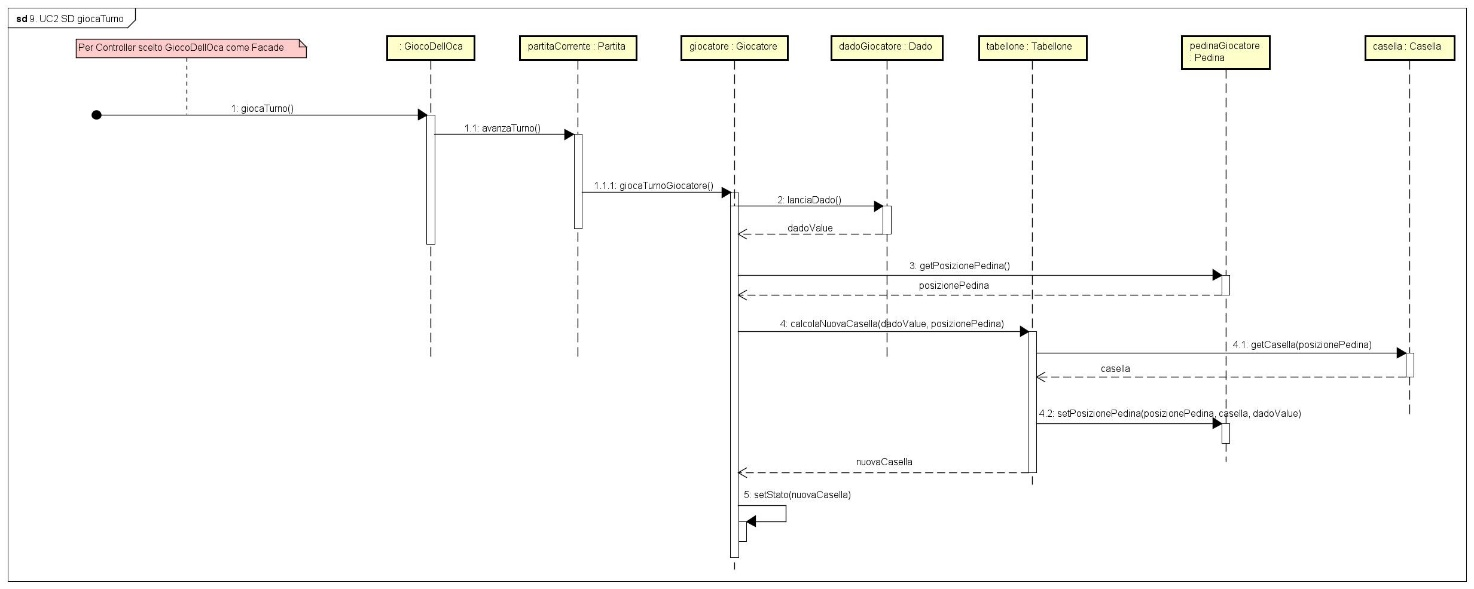 sd 9. UC2 SD giocaTurno
Per Controller scelto GiocoDellOca come Facade
: GiocoDellOca
partitaCorrente : Partita
giocatore : Giocatore
dadoGiocatore : Dado
tabellone : Tabellone
pedinaGiocatore
: Pedina
casella : Casella
1: giocaTurno()
1.1: avanzaTurno()
1.1.1: giocaTurnoGiocatore()
2: lanciaDado()
dadoValue
3: getPosizionePedina()
posizionePedina
4: calcolaNuovaCasella(dadoValue, posizionePedina)
4.1: getCasella(posizionePedina)
casella
4.2: setPosizionePedina(posizionePedina, casella, dadoValue)
nuovaCasella
5: setStato(nuovaCasella)